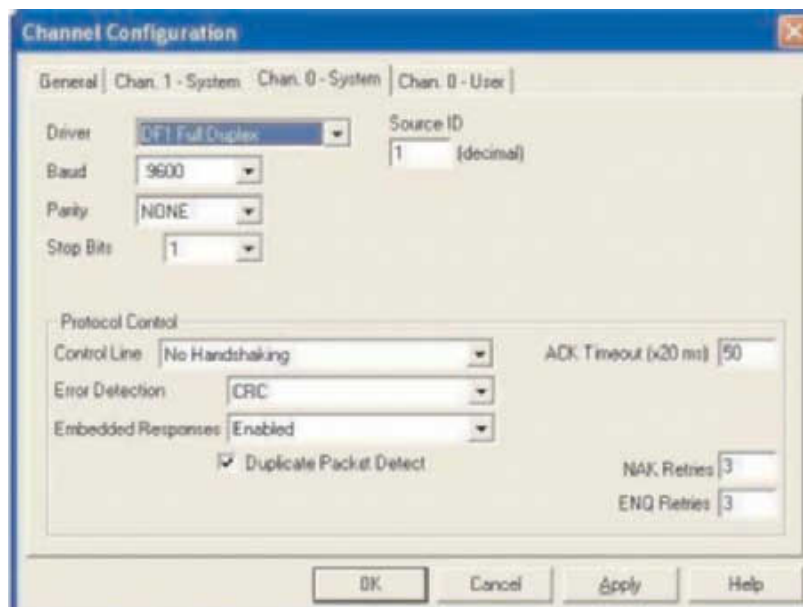 Channel Configuration
General Chan. 1 - System Chan. 0 - System Chan. 0 - User
Driver DF1 Full Duplex Source ID
1 (decimal)
Baud 9600
Parity NONE
Stop Bits 1
Protocol Control
Control Line No Handshaking ACK Timeout (x20 ms) 50
Error Detection CRC
Embedded Responses Enabled
Duplicate Packet Detect NAK Retries 3
ENQ Retries 3
OK Cancel Apply Help